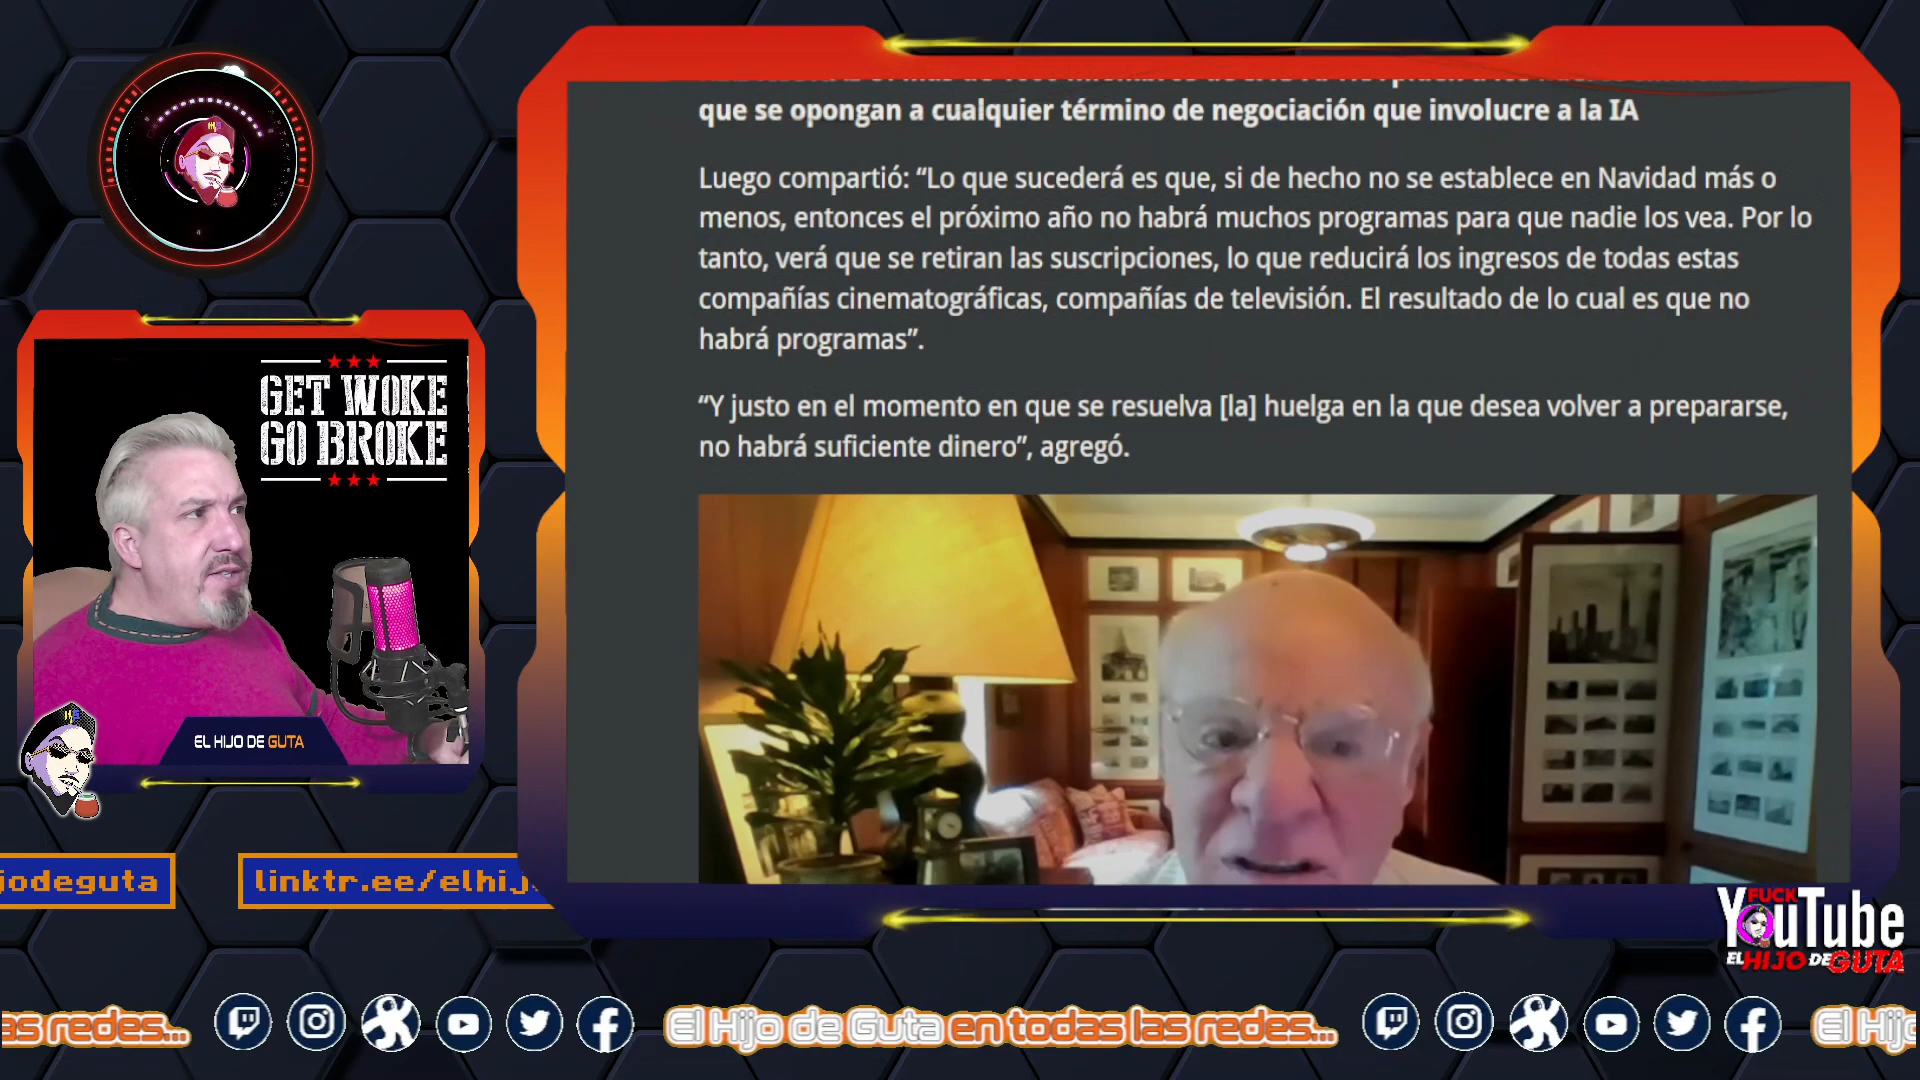 que se opongan a cualquier término de negociación que involucre a la IA
Luego compartió: “Lo que sucederá es que, si de hecho no se establece en Navidad más o
menos, entonces el próximo año no habrá muchos programas para que nadie los vea. Por lo
tanto, verá que se retiran las suscripciones, lo que reducirá los ingresos de todas estas
compañías cinematográficas, compañías de televisión. El resultado de lo cual es que no
habrá programas”.
“Y justo en el momento en que se resuelva [la] huelga en la que desea volver a prepararse,
no habrá suficiente dinero”, agregó.
GET WOKE
GO BROKE
EL HIJO DE GUTA
jodeguta
linktr.ee/elhij
FUCK
YouTube
EL HIJO DE GUTA
as redes...
El Hijo de Guta en todas las redes...
El Hijo